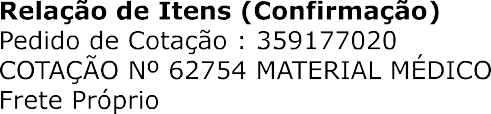 Relação de Itens (Confirmação)
Pedido de Cotação : 359177020
COTAÇÃO Nº 62754 MATERIAL MÉDICO
Frete Próprio